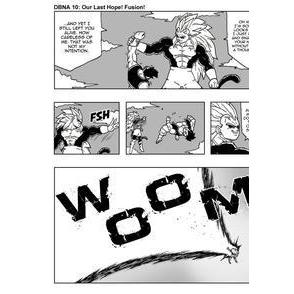 DBNA 10: Our Last Hope! Fusion!
...AND YET I
STILL LEFT YOU
ALIVE. HOW
CARELESS OF
ME. THAT WAS
NOT MY
INTENTION.
FSH
WOOM